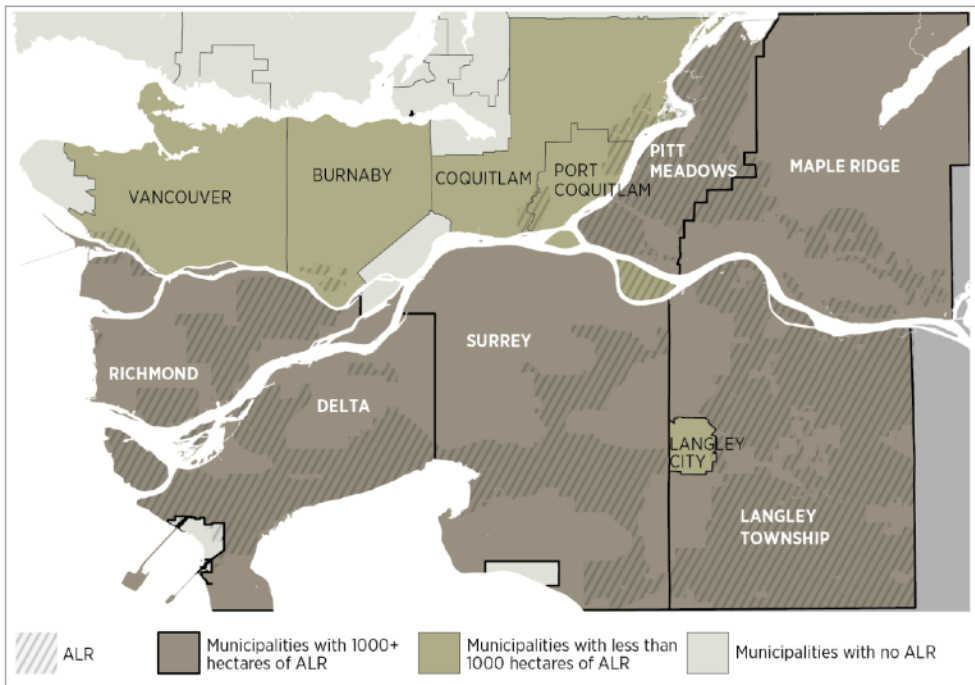 VANCOUVER
BURNABY
COQUITLAM
PORT
COQUITLAM
PITT
MEADOWS
MAPLE RIDGE
RICHMOND
DELTA
SURREY
LANGLEY
CITY
LANGLEY
TOWNSHIP
ALR
Municipalities with 1000+
hectares of ALR
Municipalities with less than
1000 hectares of ALR
Municipalities with no ALR